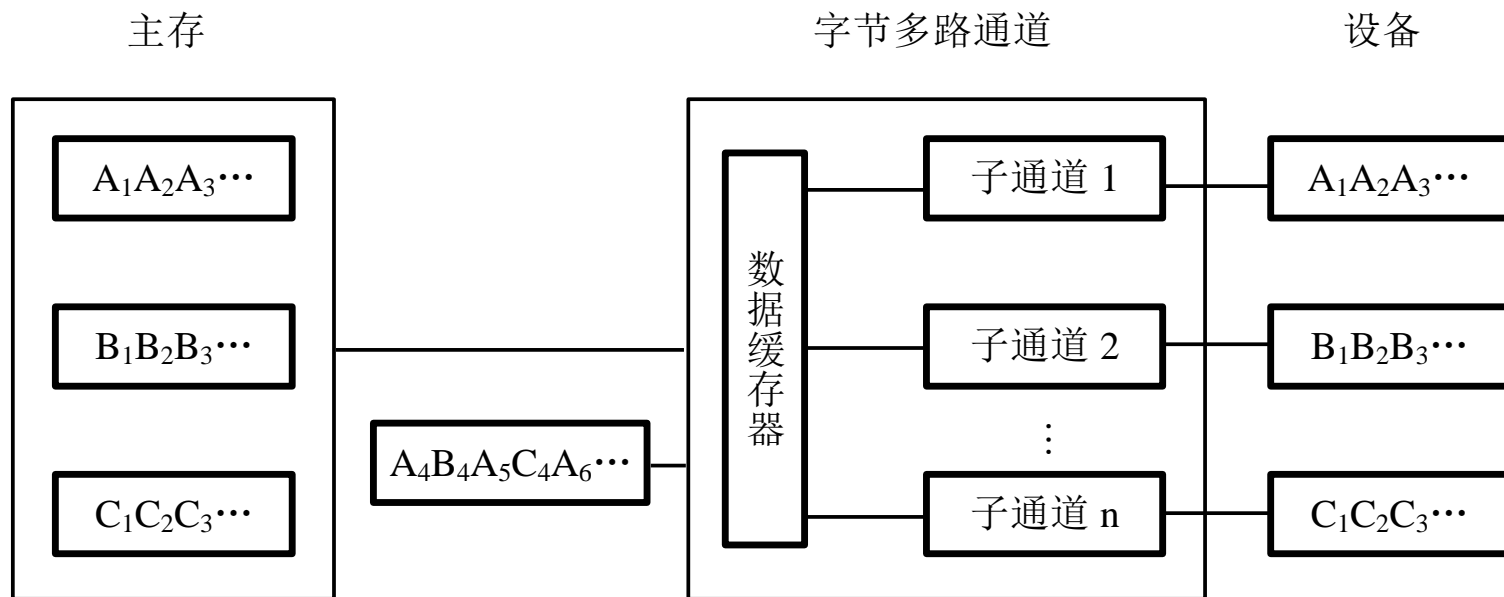 主存
字节多路通道
设备
A₁A₂A₃⋯
子通道 1
A₁A₂A₃⋯
数据缓存器
B₁B₂B₃⋯
子通道 2
B₁B₂B₃⋯
⋮
A₄B₄A₅C₄A₆⋯
C₁C₂C₃⋯
子通道 n
C₁C₂C₃⋯